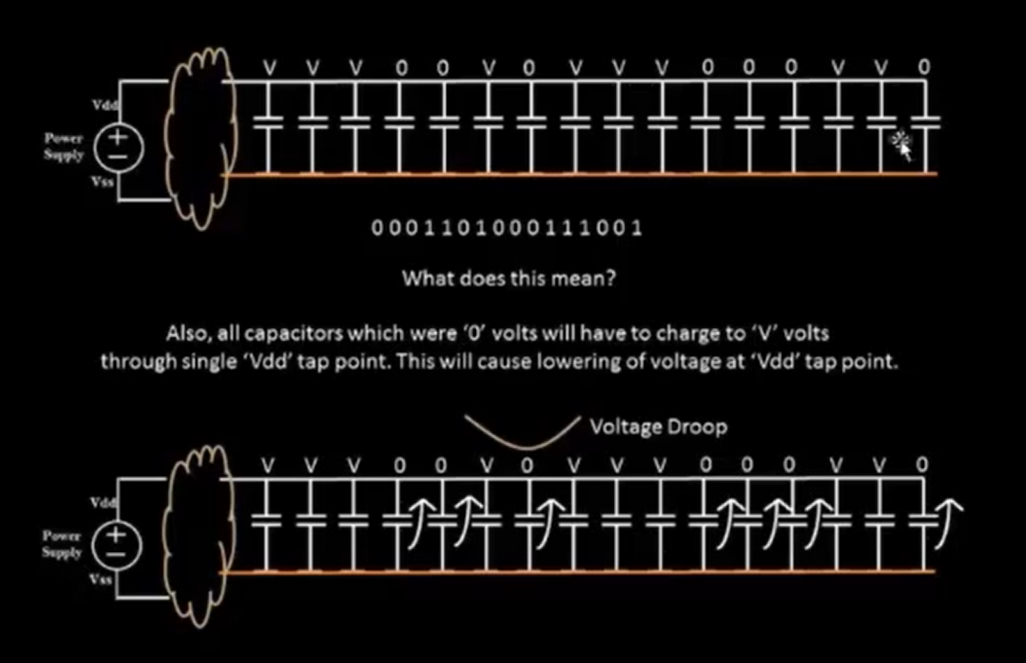 V V V 0 0 V 0 V V V 0 0 0 V V 0
Vdd
Power
Supply
Vss
0001101000111001
What does this mean?
Also, all capacitors which were '0' volts will have to charge to 'V' volts
through single 'Vdd' tap point. This will cause lowering of voltage at 'Vdd' tap point.
Voltage Droop
V V V 0 0 V 0 V V V 0 0 0 V V 0
Vdd
Power
Supply
Vss